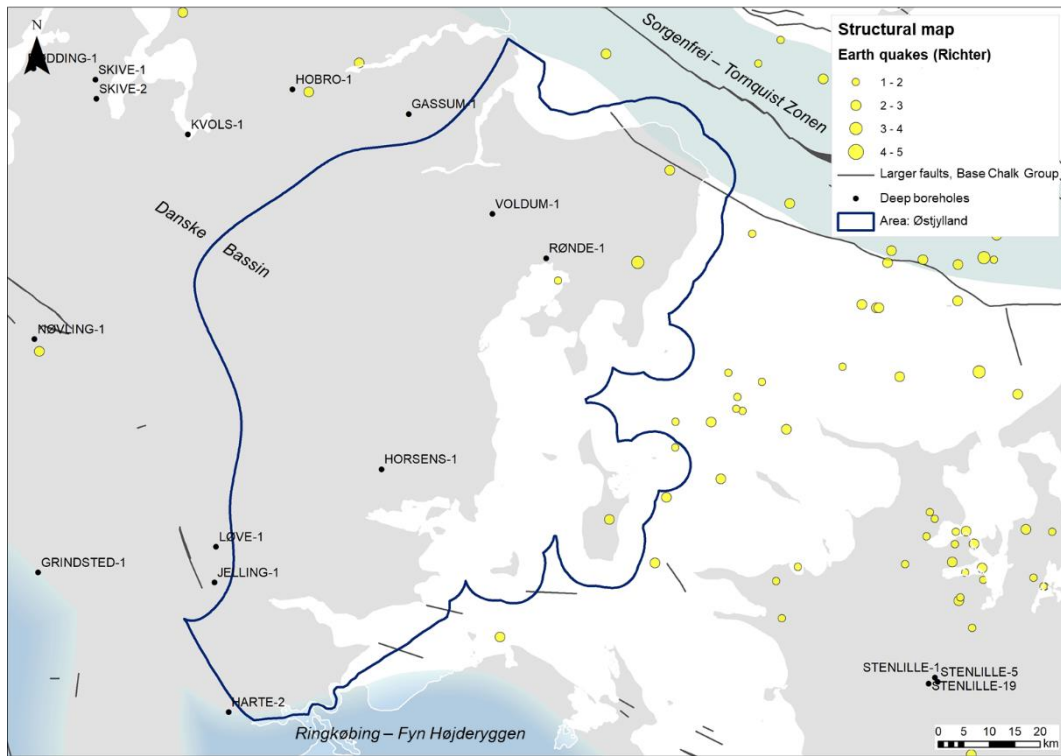 Structural map
Earth quakes (Richter)
1 - 2
2 - 3
3 - 4
4 - 5
Larger faults, Base Chalk Group
Deep boreholes
Area: Østjylland
N
SKIVE-1
SKIVE-2
HOBRO-1
KVOLS-1
GASSUM-1
Sorgenfrei – Tornquist Zonen
VOLDUM-1
Danske
Bassin
RØNDE-1
NØVLING-1
HORSENS-1
LØVE-1
GRINDSTED-1
JELLING-1
HARTE-2
Ringkøbing – Fyn Højderyggen
STENLILLE-1
STENLILLE-5
STENLILLE-19
0 5 10 20
km